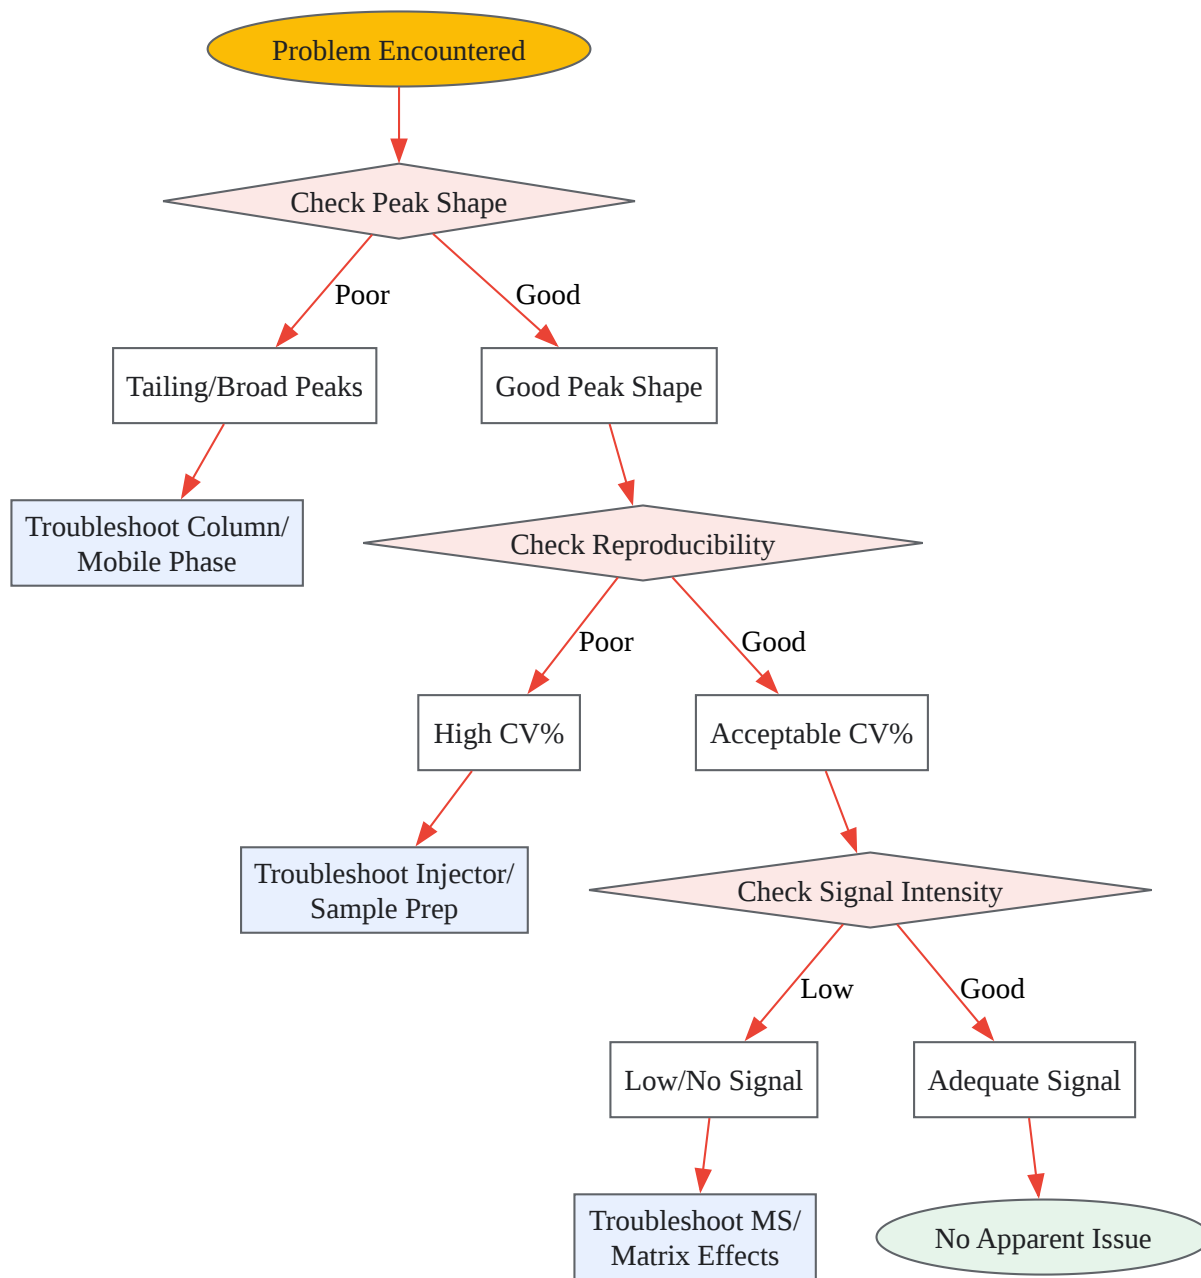 Problem Encountered
Check Peak Shape
Poor
Good
Tailing/Broad Peaks
Good Peak Shape
Troubleshoot Column/
Mobile Phase
Check Reproducibility
Poor
Good
High CV%
Acceptable CV%
Troubleshoot Injector/
Sample Prep
Check Signal Intensity
Low
Good
Low/No Signal
Adequate Signal
Troubleshoot MS/
Matrix Effects
No Apparent Issue